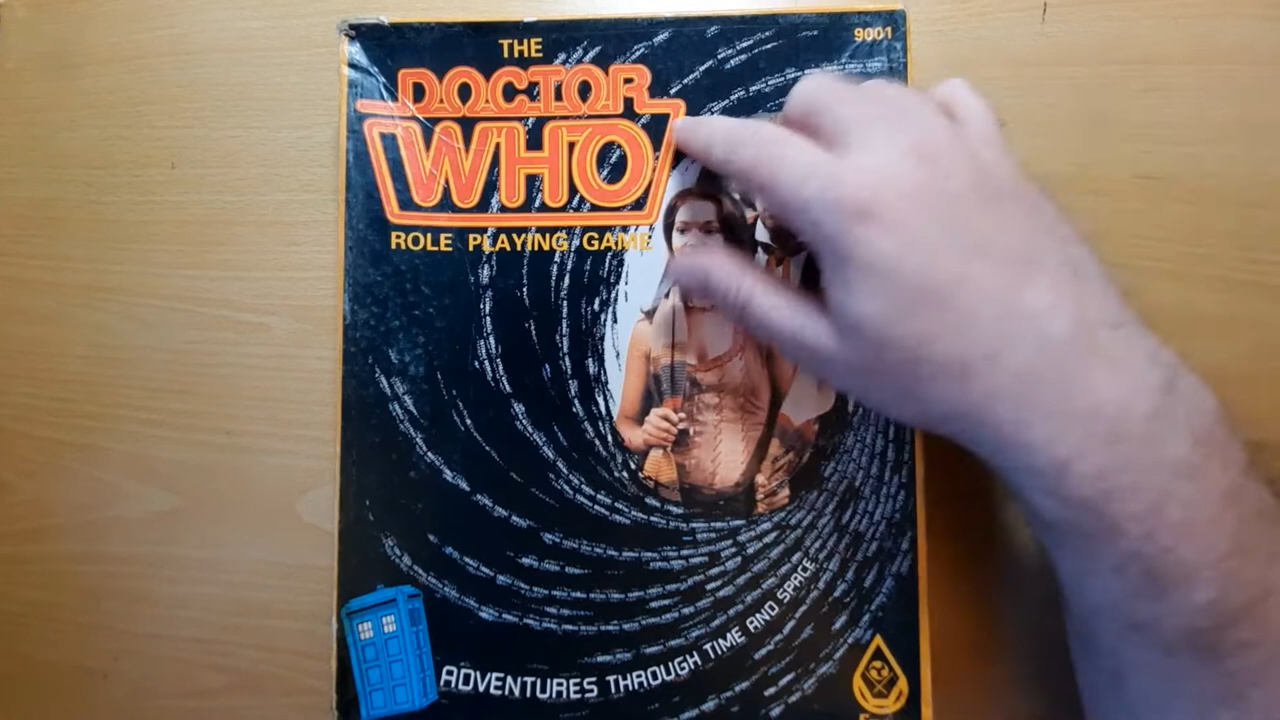 THE
9001
DOCTOR
WHO
ROLE PLAYING GAME
ADVENTURES THROUGH TIME AND SPACE